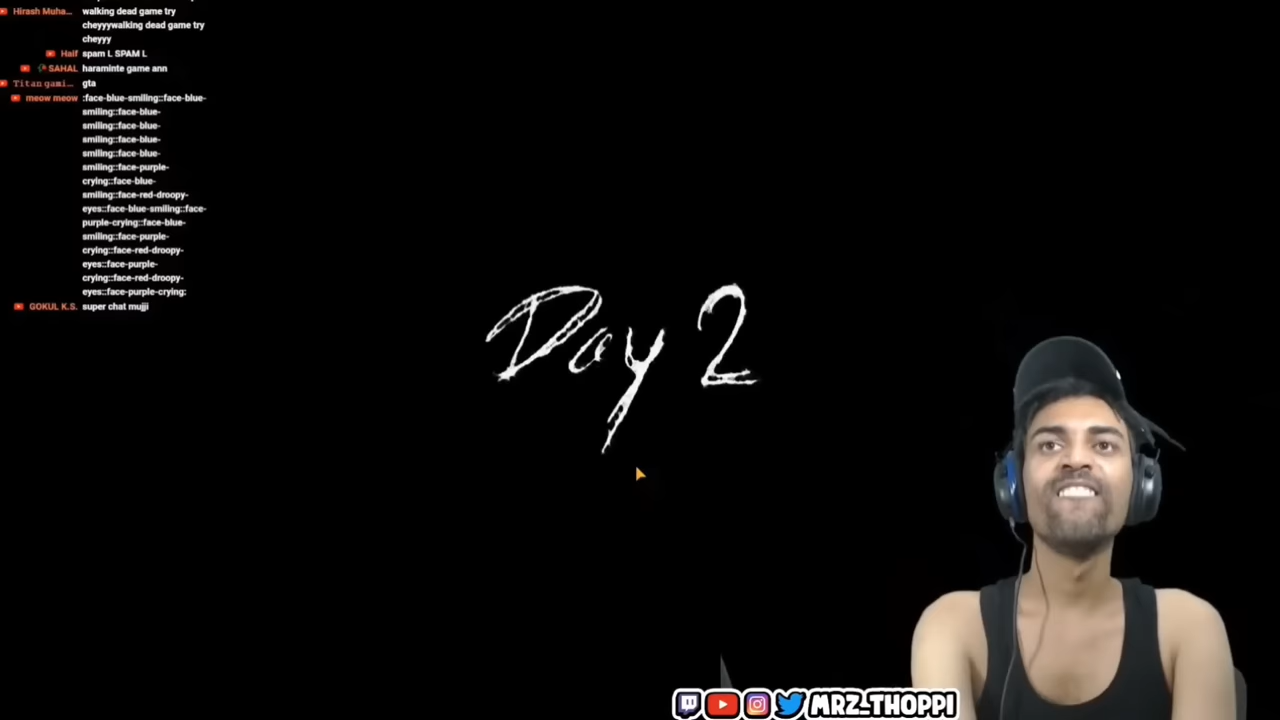 Hirash Muha... walking dead game try
cheyyywalking dead game try
cheyyy
Haif spam L SPAM L
SAHAL haraminte game ann
Titan gami... gta
meow meow :face-blue-smiling::face-blue-
smiling::face-blue-
smiling::face-blue-
smiling::face-blue-
smiling::face-purple-
crying::face-blue-
smiling::face-red-droopy-
eyes::face-blue-smiling::face-
purple-crying::face-blue-
smiling::face-purple-
crying::face-red-droopy-
eyes::face-purple-
crying::face-red-droopy-
eyes::face-purple-crying:
GOKUL K.S. super chat mujji
Day 2
MRZ_THOPPI